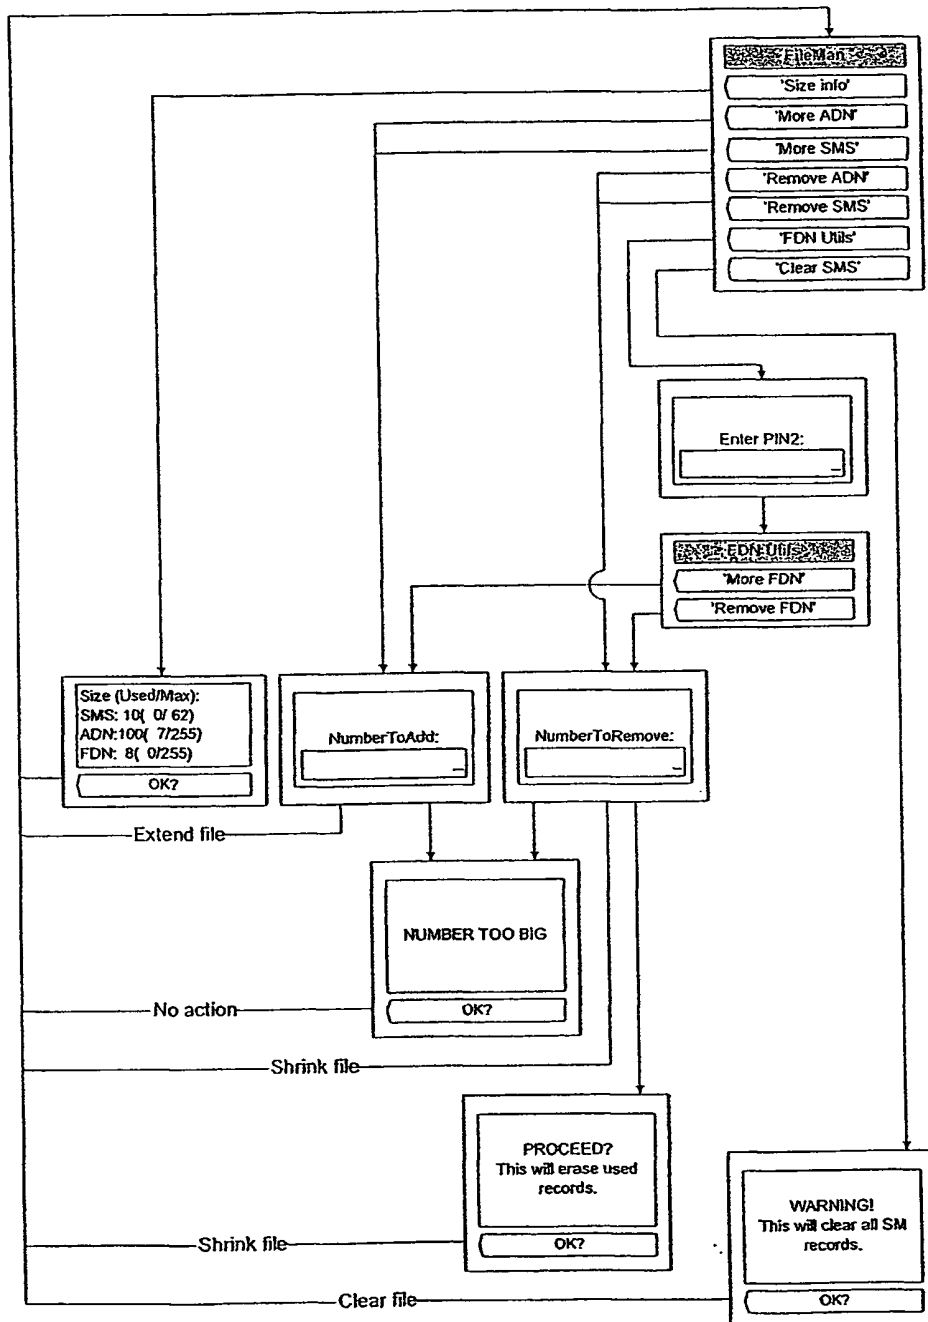 FileMan
'Size info'
'More ADN'
'More SMS'
'Remove ADN'
'Remove SMS'
'FDN Utils'
'Clear SMS'
Enter PIN2:
FDN Utils
'More FDN'
'Remove FDN'
Size (Used/Max):
SMS: 10( 0/ 62)
ADN:100( 7/255)
FDN: 8( 0/255)
OK?
NumberToAdd:
NumberToRemove:
Extend file
NUMBER TOO BIG
OK?
No action
Shrink file
PROCEED?
This will erase used
records.
OK?
Shrink file
WARNING!
This will clear all SM
records.
OK?
Clear file